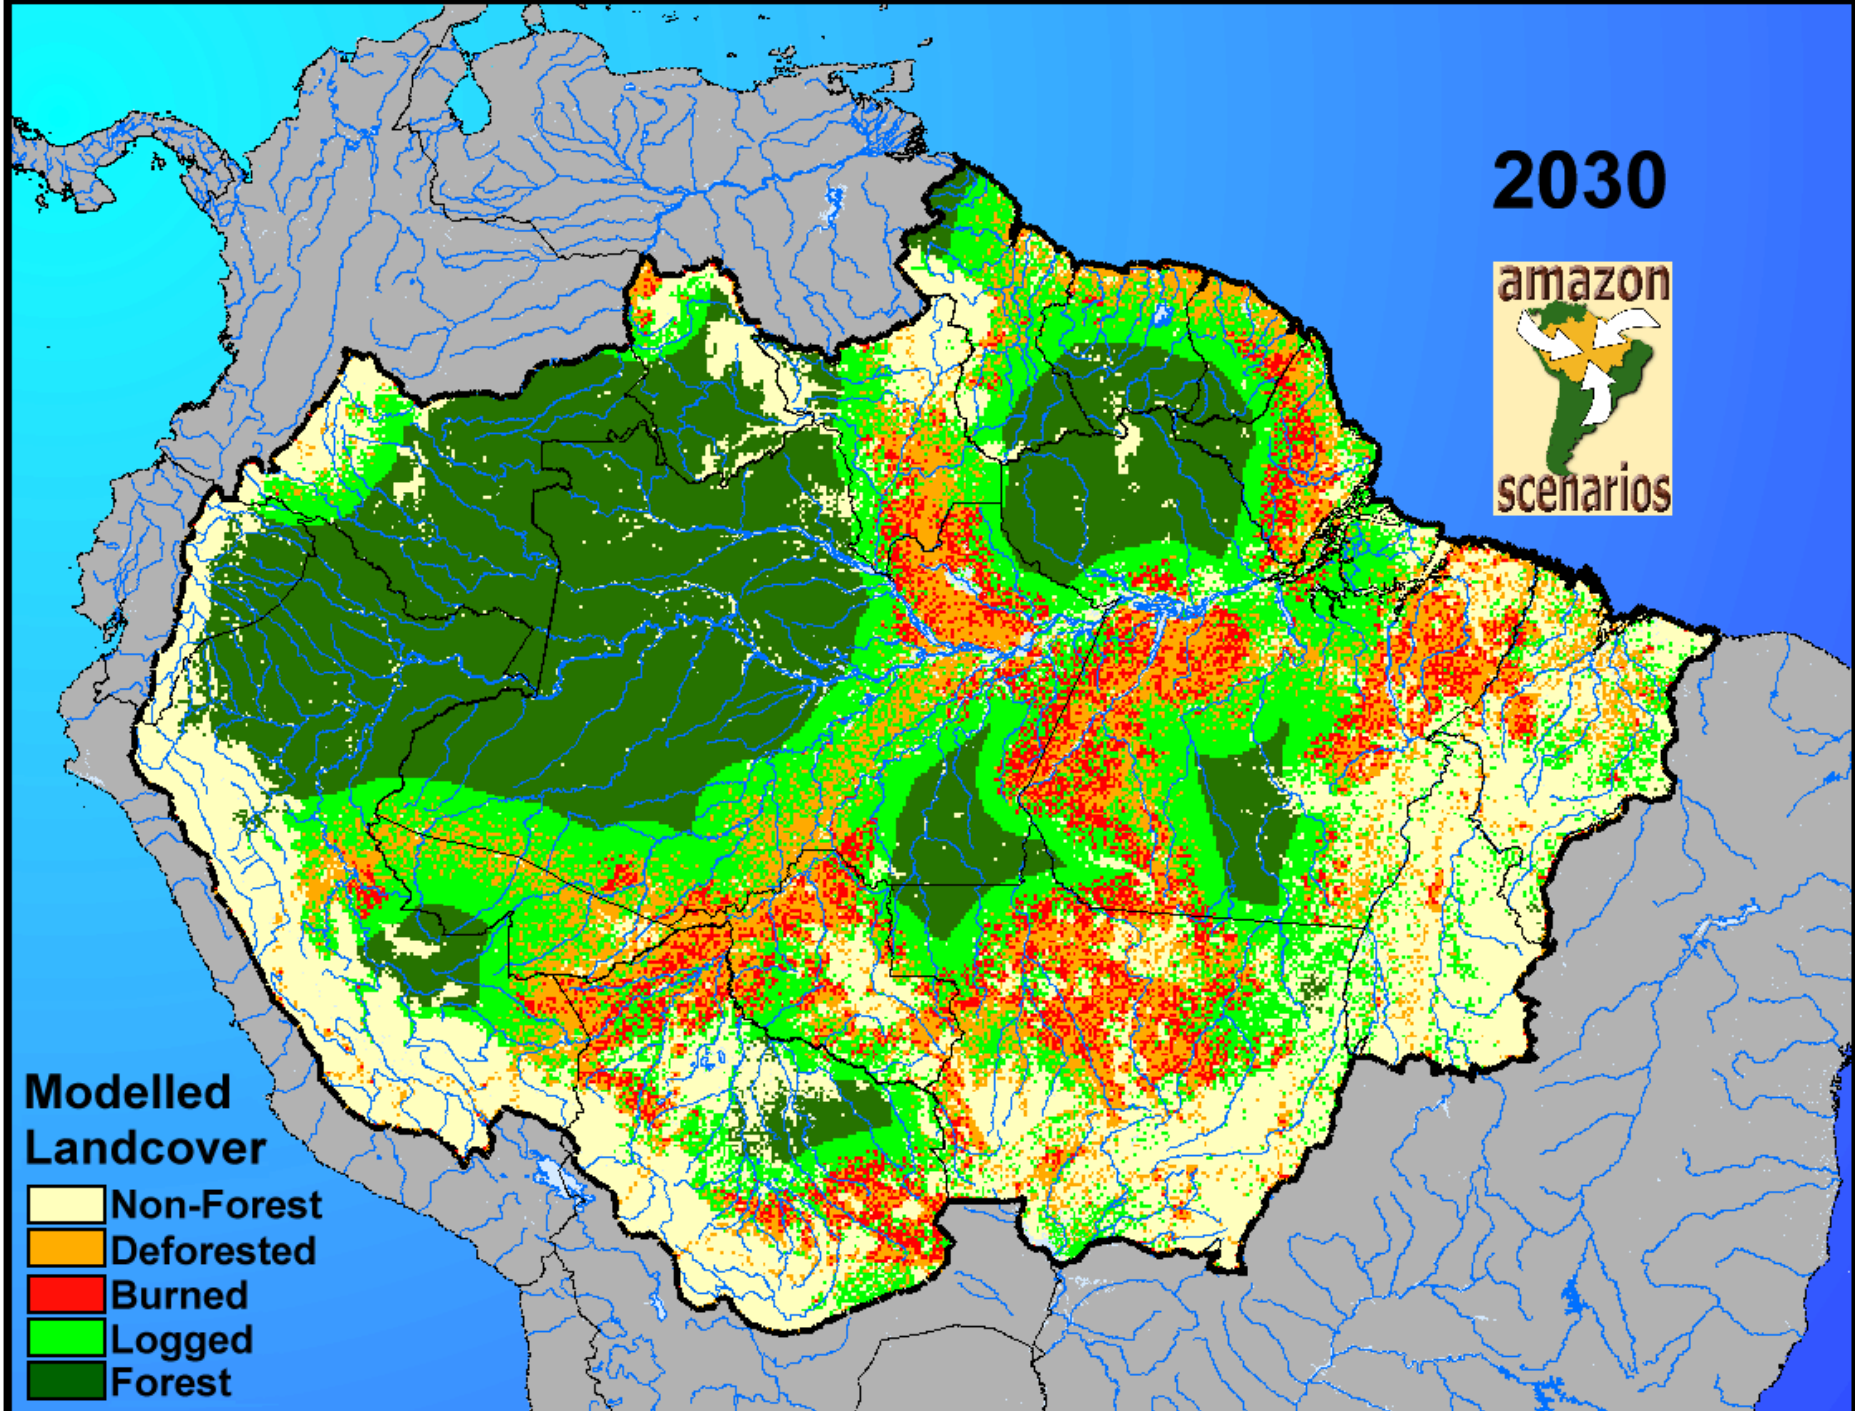 2030
amazon
scenarios
Modelled
Landcover
Non-Forest
Deforested
Burned
Logged
Forest